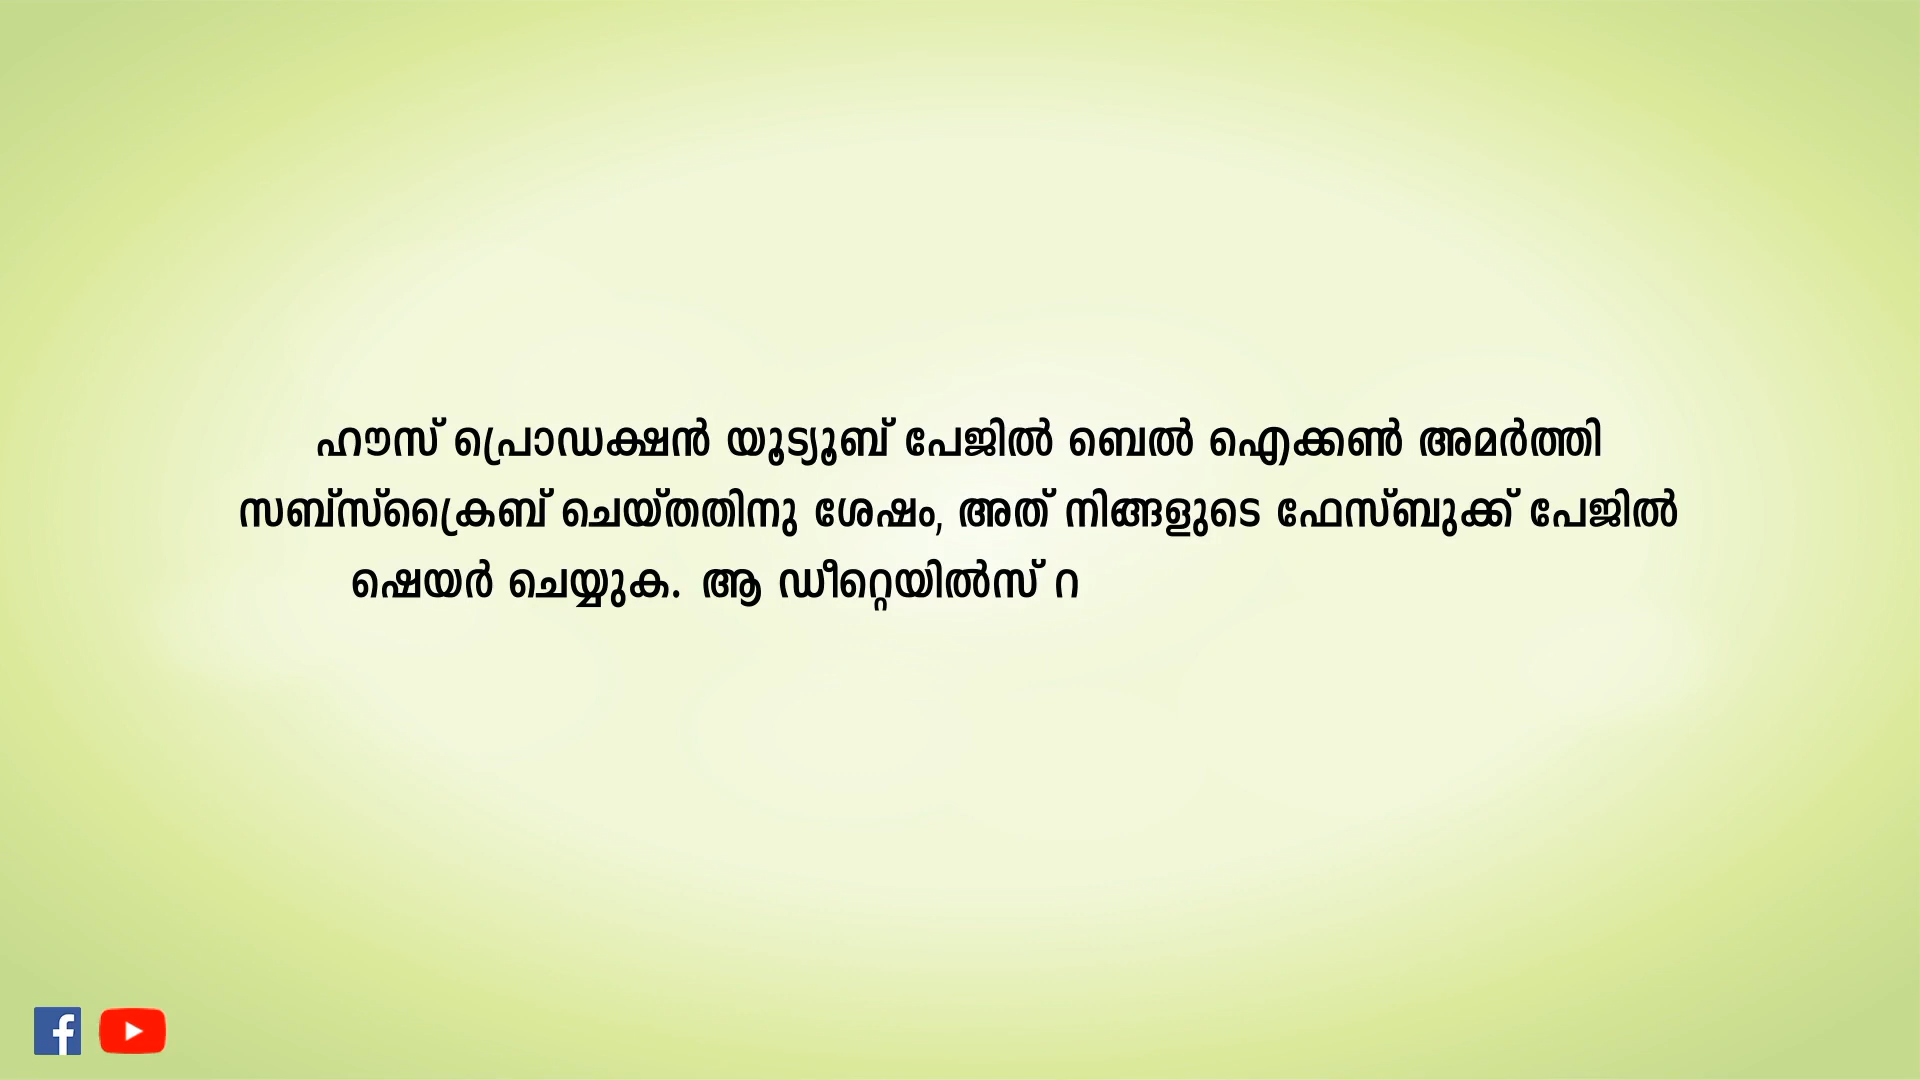 ഹൗസ് പ്രൊഡക്ഷൻ യൂട്യൂബ് പേജിൽ ബെൽ ഐക്കൺ അമർത്തി
സബ്സ്ക്രൈബ് ചെയ്തതിനു ശേഷം, അത് നിങ്ങളുടെ ഫേസ്ബുക്ക് പേജിൽ
ഷെയർ ചെയ്യുക. ആ ഡീറ്റെയിൽസ് റ